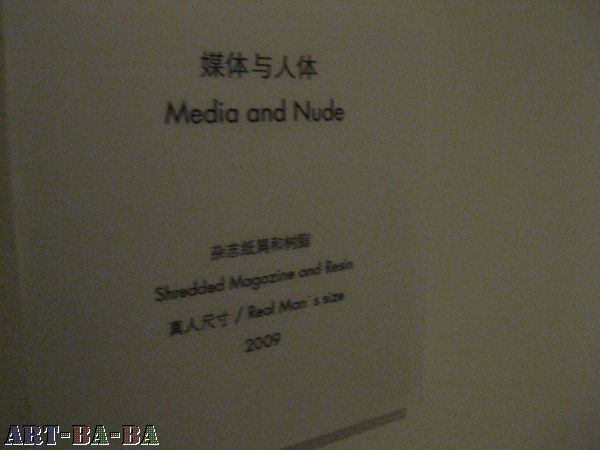 媒体与人体
Media and Nude
杂志纸屑和树脂
Shredded Magazine and Resin
真人尺寸 / Real Man's size
2009
ART-BA-BA